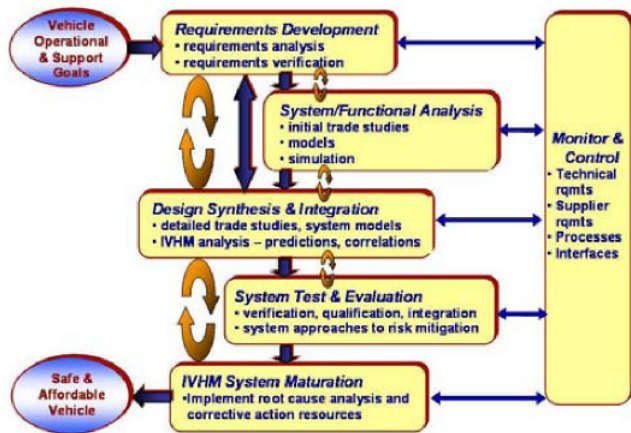 Vehicle
Operational
& Support
Goals
Requirements Development
• requirements analysis
• requirements verification
System/Functional Analysis
• initial trade studies
• models
• simulation
Monitor &
Control
• Technical
rqmts
• Supplier
rqmts
• Processes
• Interfaces
Design Synthesis & Integration
• detailed trade studies, system models
• IVHM analysis – predictions, correlations
System Test & Evaluation
• verification, qualification, integration
• system approaches to risk mitigation
Safe &
Affordable
Vehicle
IVHM System Maturation
•Implement root cause analysis and
corrective action resources